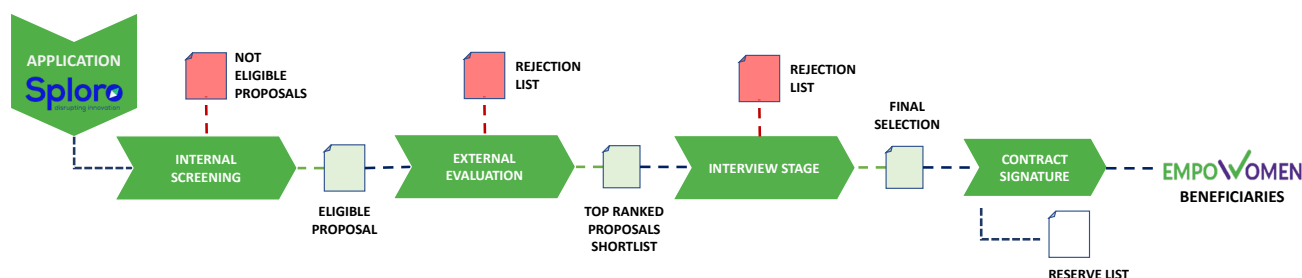 APPLICATION
Sploro
disrupting innovation
NOT
ELIGIBLE
PROPOSALS
INTERNAL
SCREENING
ELIGIBLE
PROPOSAL
REJECTION
LIST
EXTERNAL
EVALUATION
TOP RANKED
PROPOSALS
SHORTLIST
REJECTION
LIST
INTERVIEW STAGE
FINAL
SELECTION
CONTRACT
SIGNATURE
RESERVE LIST
EMPOWOMEN
BENEFICIARIES